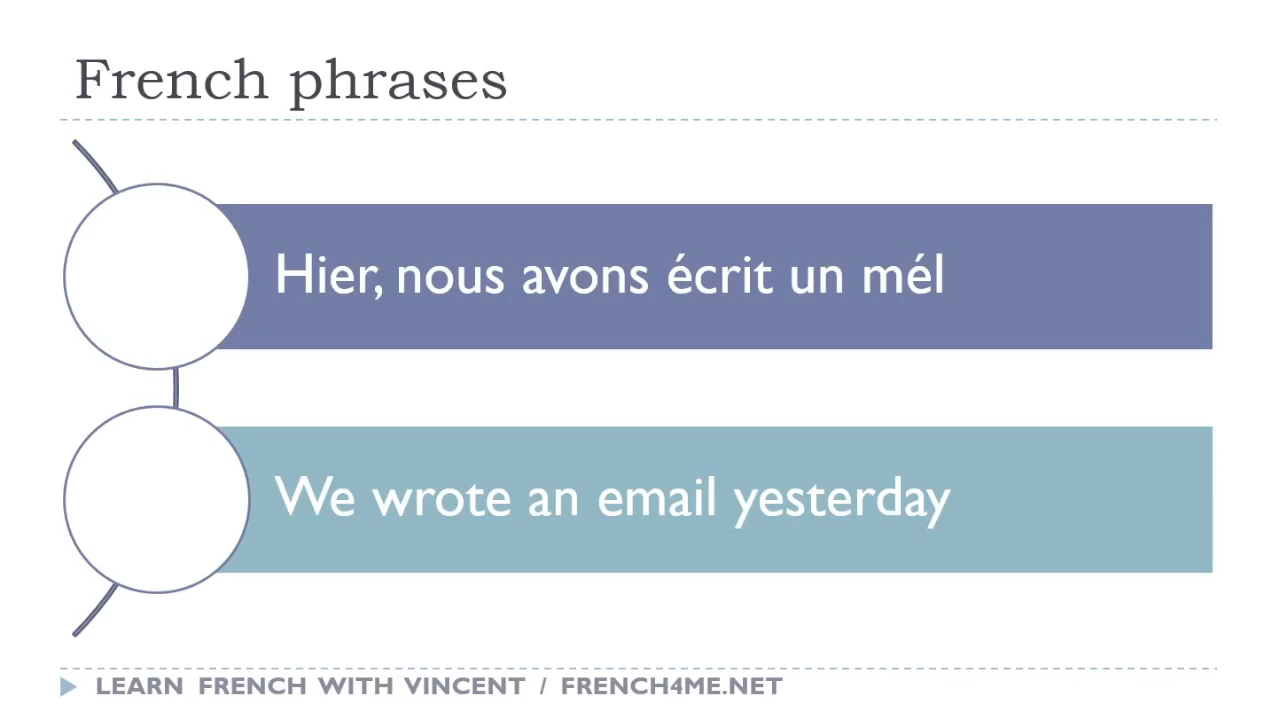 French phrases
Hier, nous avons écrit un mél
We wrote an email yesterday
LEARN FRENCH WITH VINCENT / FRENCH4ME.NET